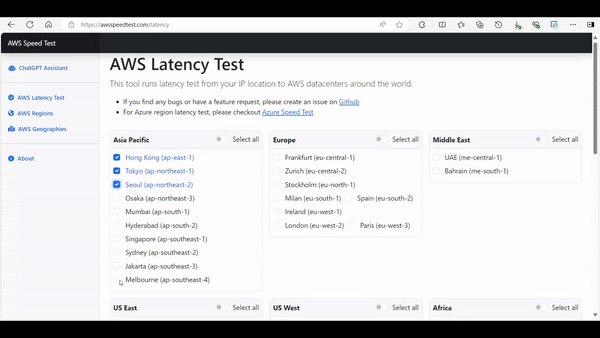 https://awsspeedtest.com/latency
AWS Speed Test
ChatGPT Assistant
AWS Latency Test
AWS Regions
AWS Geographies
About
AWS Latency Test
This tool runs latency test from your IP location to AWS datacenters around the world.
If you find any bugs or have a feature request, please create an issue on Github
For Azure region latency test, please checkout Azure Speed Test
Asia Pacific Select all
Hong Kong (ap-east-1)
Tokyo (ap-northeast-1)
Seoul (ap-northeast-2)
Osaka (ap-northeast-3)
Mumbai (ap-south-1)
Hyderabad (ap-south-2)
Singapore (ap-southeast-1)
Sydney (ap-southeast-2)
Jakarta (ap-southeast-3)
Melbourne (ap-southeast-4)
Europe Select all
Frankfurt (eu-central-1)
Zurich (eu-central-2)
Stockholm (eu-north-1)
Milan (eu-south-1) Spain (eu-south-2)
Ireland (eu-west-1)
London (eu-west-2) Paris (eu-west-3)
Middle East Select all
UAE (me-central-1)
Bahrain (me-south-1)
US East Select all
US West Select all
Africa Select all